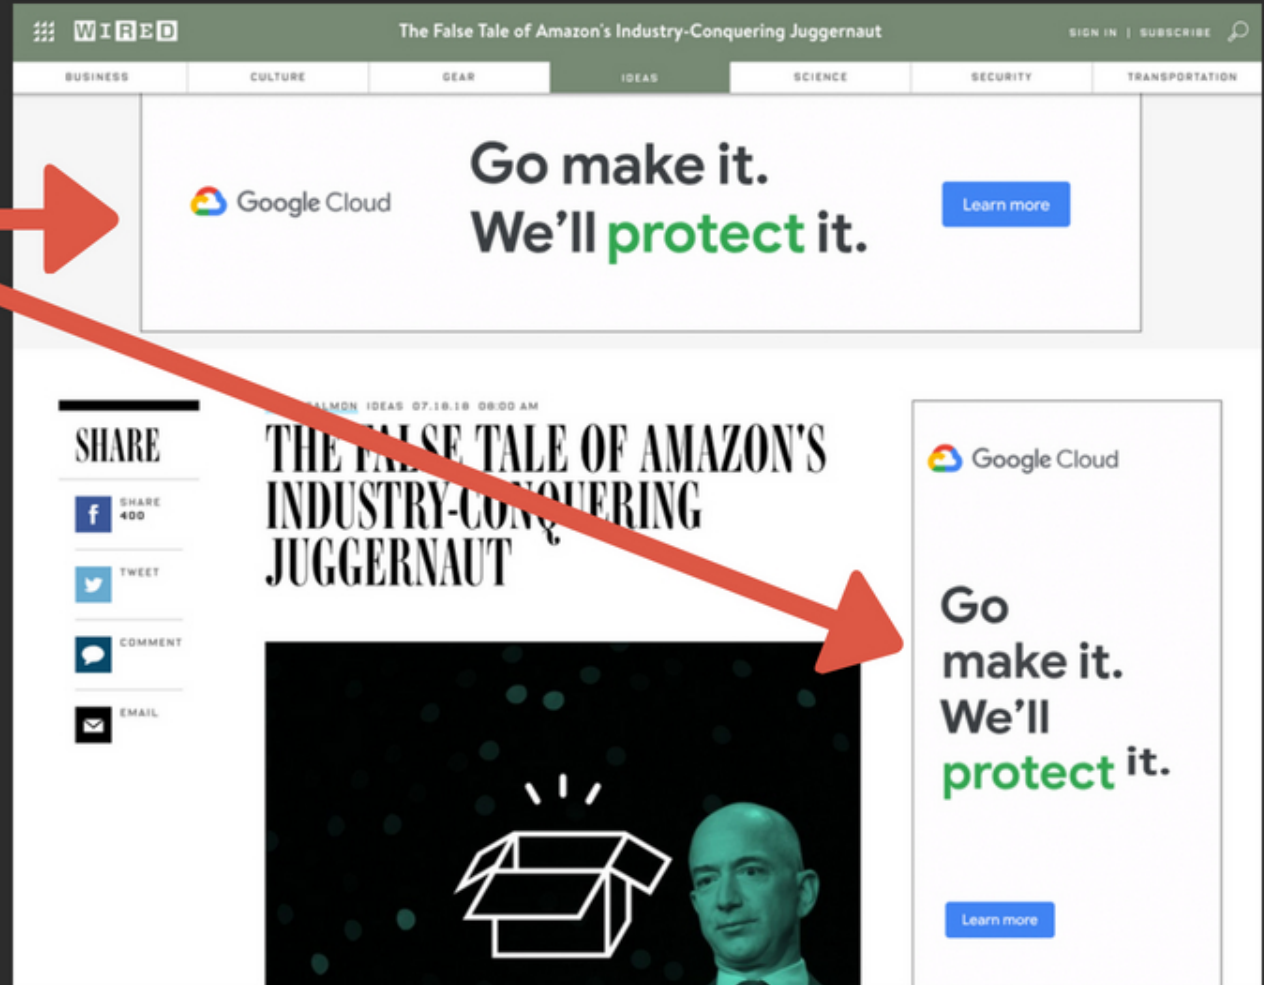 WIRED
The False Tale of Amazon's Industry-Conquering Juggernaut
SIGN IN | SUBSCRIBE
BUSINESS
CULTURE
GEAR
IDEAS
SCIENCE
SECURITY
TRANSPORTATION
Google Cloud
Go make it.
We'll protect it.
Learn more
SHARE
SHARE
400
TWEET
COMMENT
EMAIL
IDEAS 07.18.18 08:00 AM
THE FALSE TALE OF AMAZON'S
INDUSTRY-CONQUERING
JUGGERNAUT
Google Cloud
Go
make it.
We'll
protect it.
Learn more